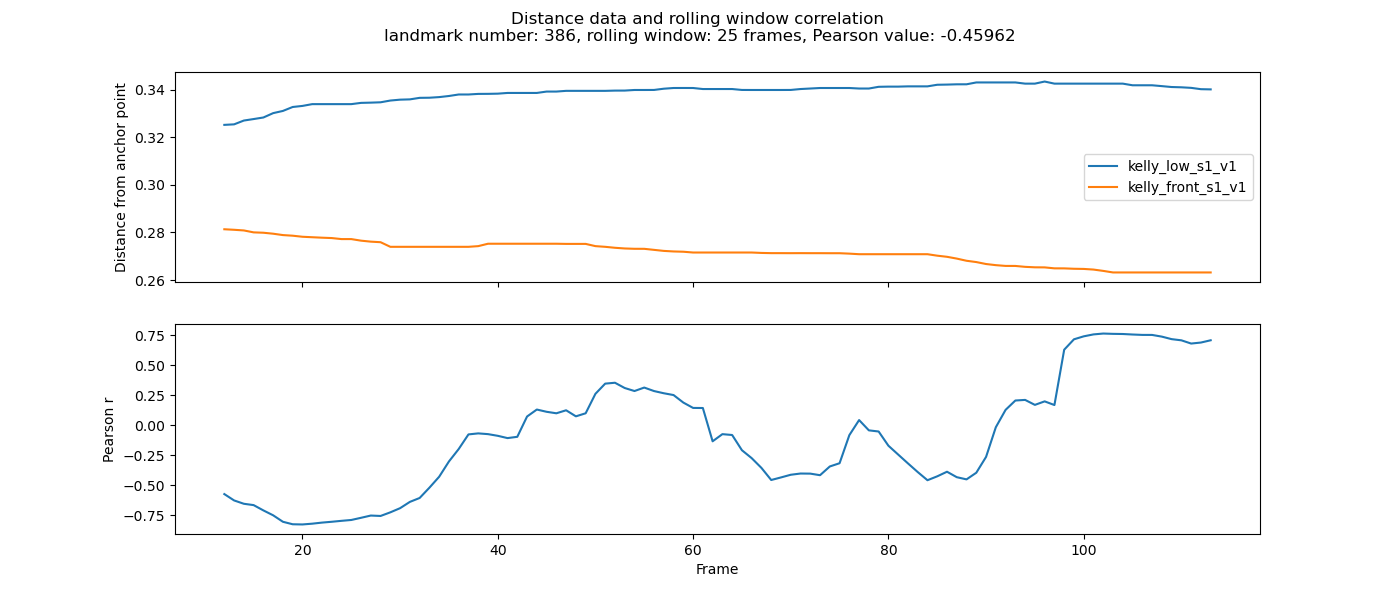 Distance data and rolling window correlation
landmark number: 386, rolling window: 25 frames, Pearson value: -0.45962
Distance from anchor point
0.34
0.32
0.30
0.28
0.26
kelly_low_s1_v1
kelly_front_s1_v1
Pearson r
0.75
0.50
0.25
0.00
−0.25
−0.50
−0.75
20
40
60
80
100
Frame